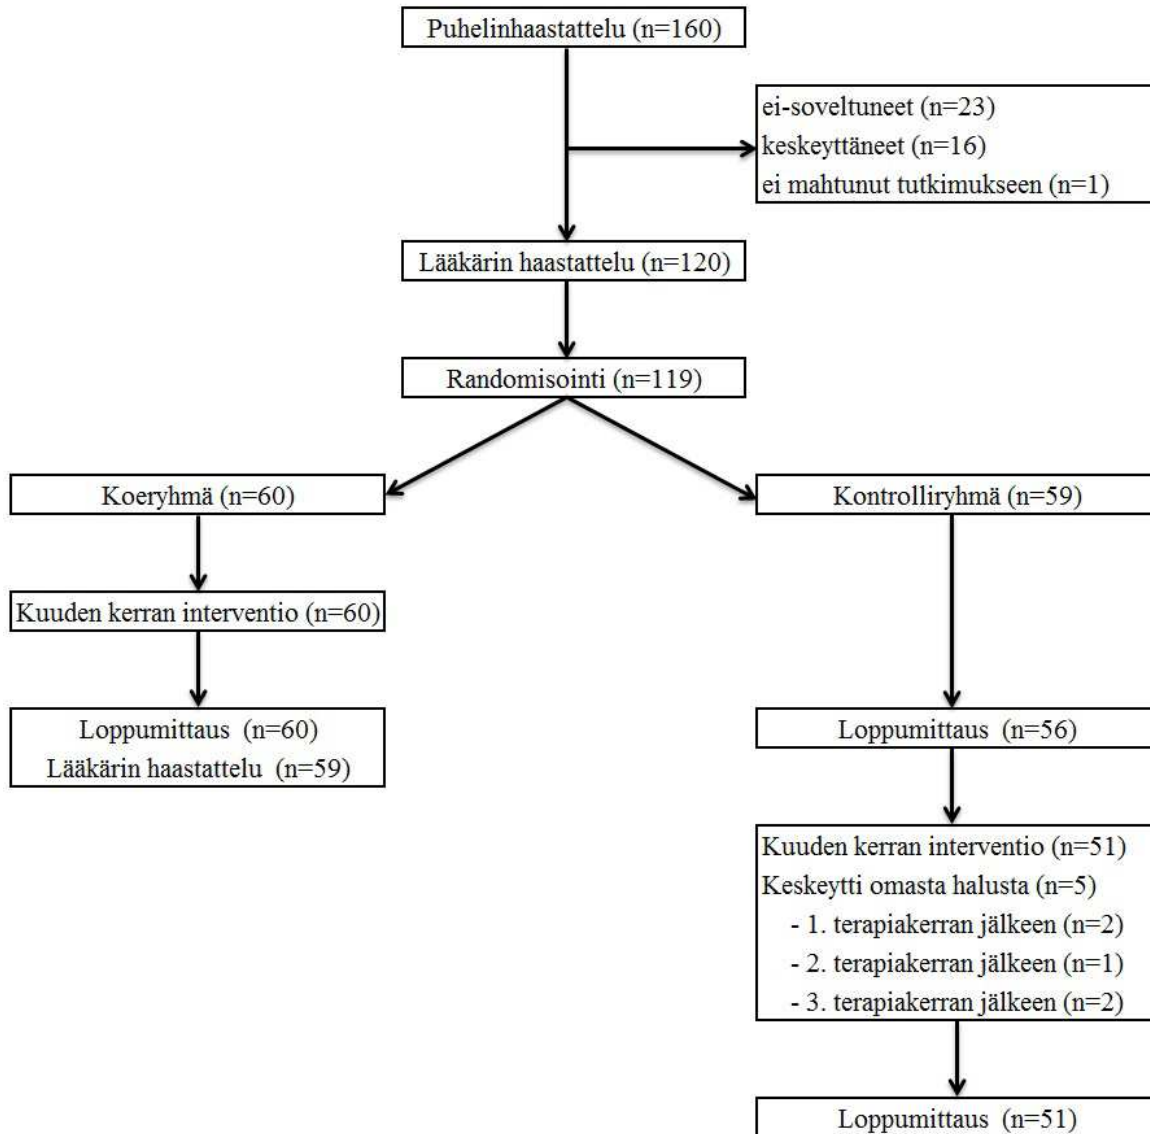 Puhelinhaastattelu (n=160)
ei-soveltuneet (n=23)
keskeyttäneet (n=16)
ei mahtunut tutkimukseen (n=1)
Lääkärin haastattelu (n=120)
Randomisointi (n=119)
Koeryhmä (n=60)
Kontrolliryhmä (n=59)
Kuuden kerran interventio (n=60)
Loppumittaus (n=60)
Lääkärin haastattelu (n=59)
Loppumittaus (n=56)
Kuuden kerran interventio (n=51)
Keskeytti omasta halusta (n=5)
- 1. terapiakerran jälkeen (n=2)
- 2. terapiakerran jälkeen (n=1)
- 3. terapiakerran jälkeen (n=2)
Loppumittaus (n=51)